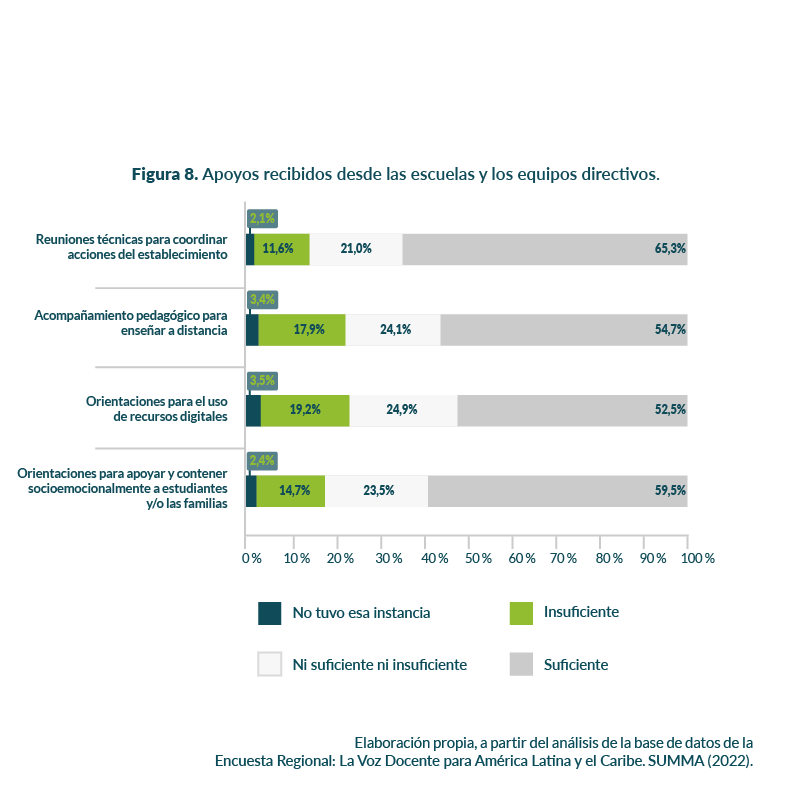 Figura 8. Apoyos recibidos desde las escuelas y los equipos directivos.
2,1%
Reuniones técnicas para coordinar
acciones del establecimiento
11,6% 21,0% 65,3%
3,4%
Acompañamiento pedagógico para
enseñar a distancia
17,9% 24,1% 54,7%
3,5%
Orientaciones para el uso
de recursos digitales
19,2% 24,9% 52,5%
2,4%
Orientaciones para apoyar y contener
socioemocionalmente a estudiantes
y/o las familias
14,7% 23,5% 59,5%
0 % 10 % 20 % 30 % 40 % 50 % 60 % 70 % 80 % 90 % 100 %
No tuvo esa instancia Insuficiente
Ni suficiente ni insuficiente Suficiente
Elaboración propia, a partir del análisis de la base de datos de la
Encuesta Regional: La Voz Docente para América Latina y el Caribe. SUMMA (2022).